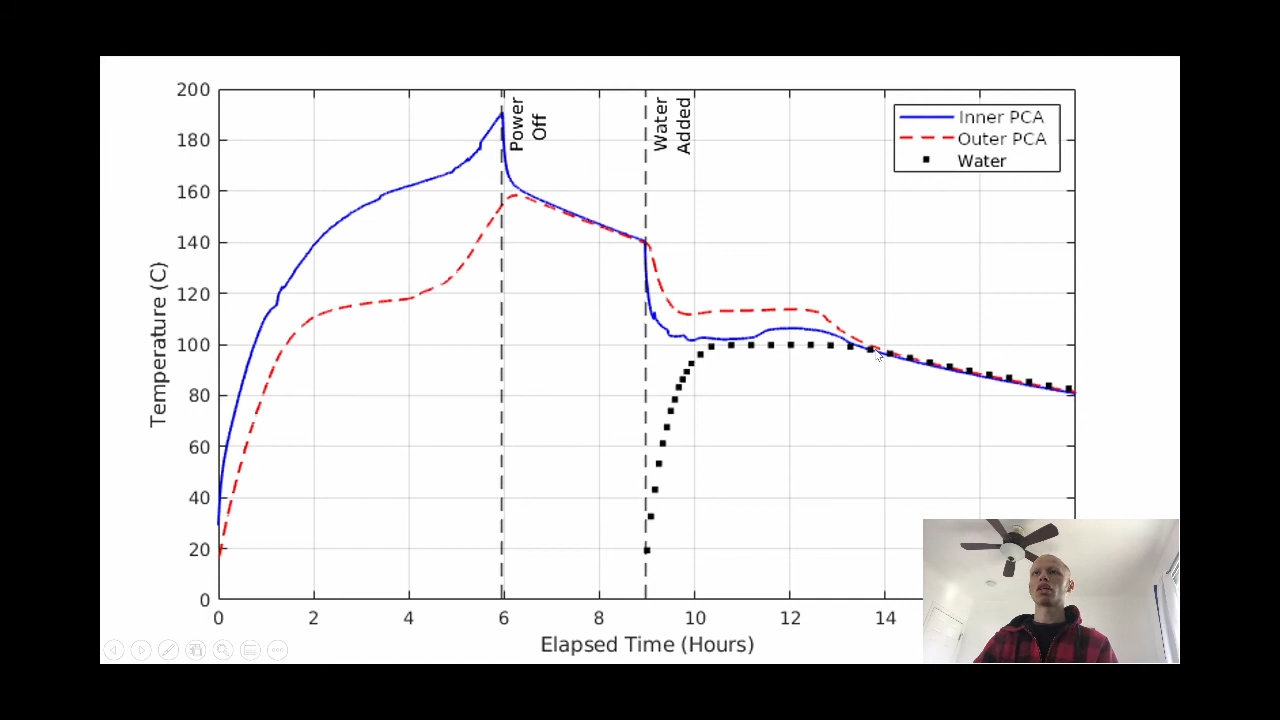 200
180
160
140
120
100
80
60
40
20
0
Temperature (C)
Power
Off
Water
Added
Inner PCA
Outer PCA
Water
0 2 4 6 8 10 12 14
Elapsed Time (Hours)